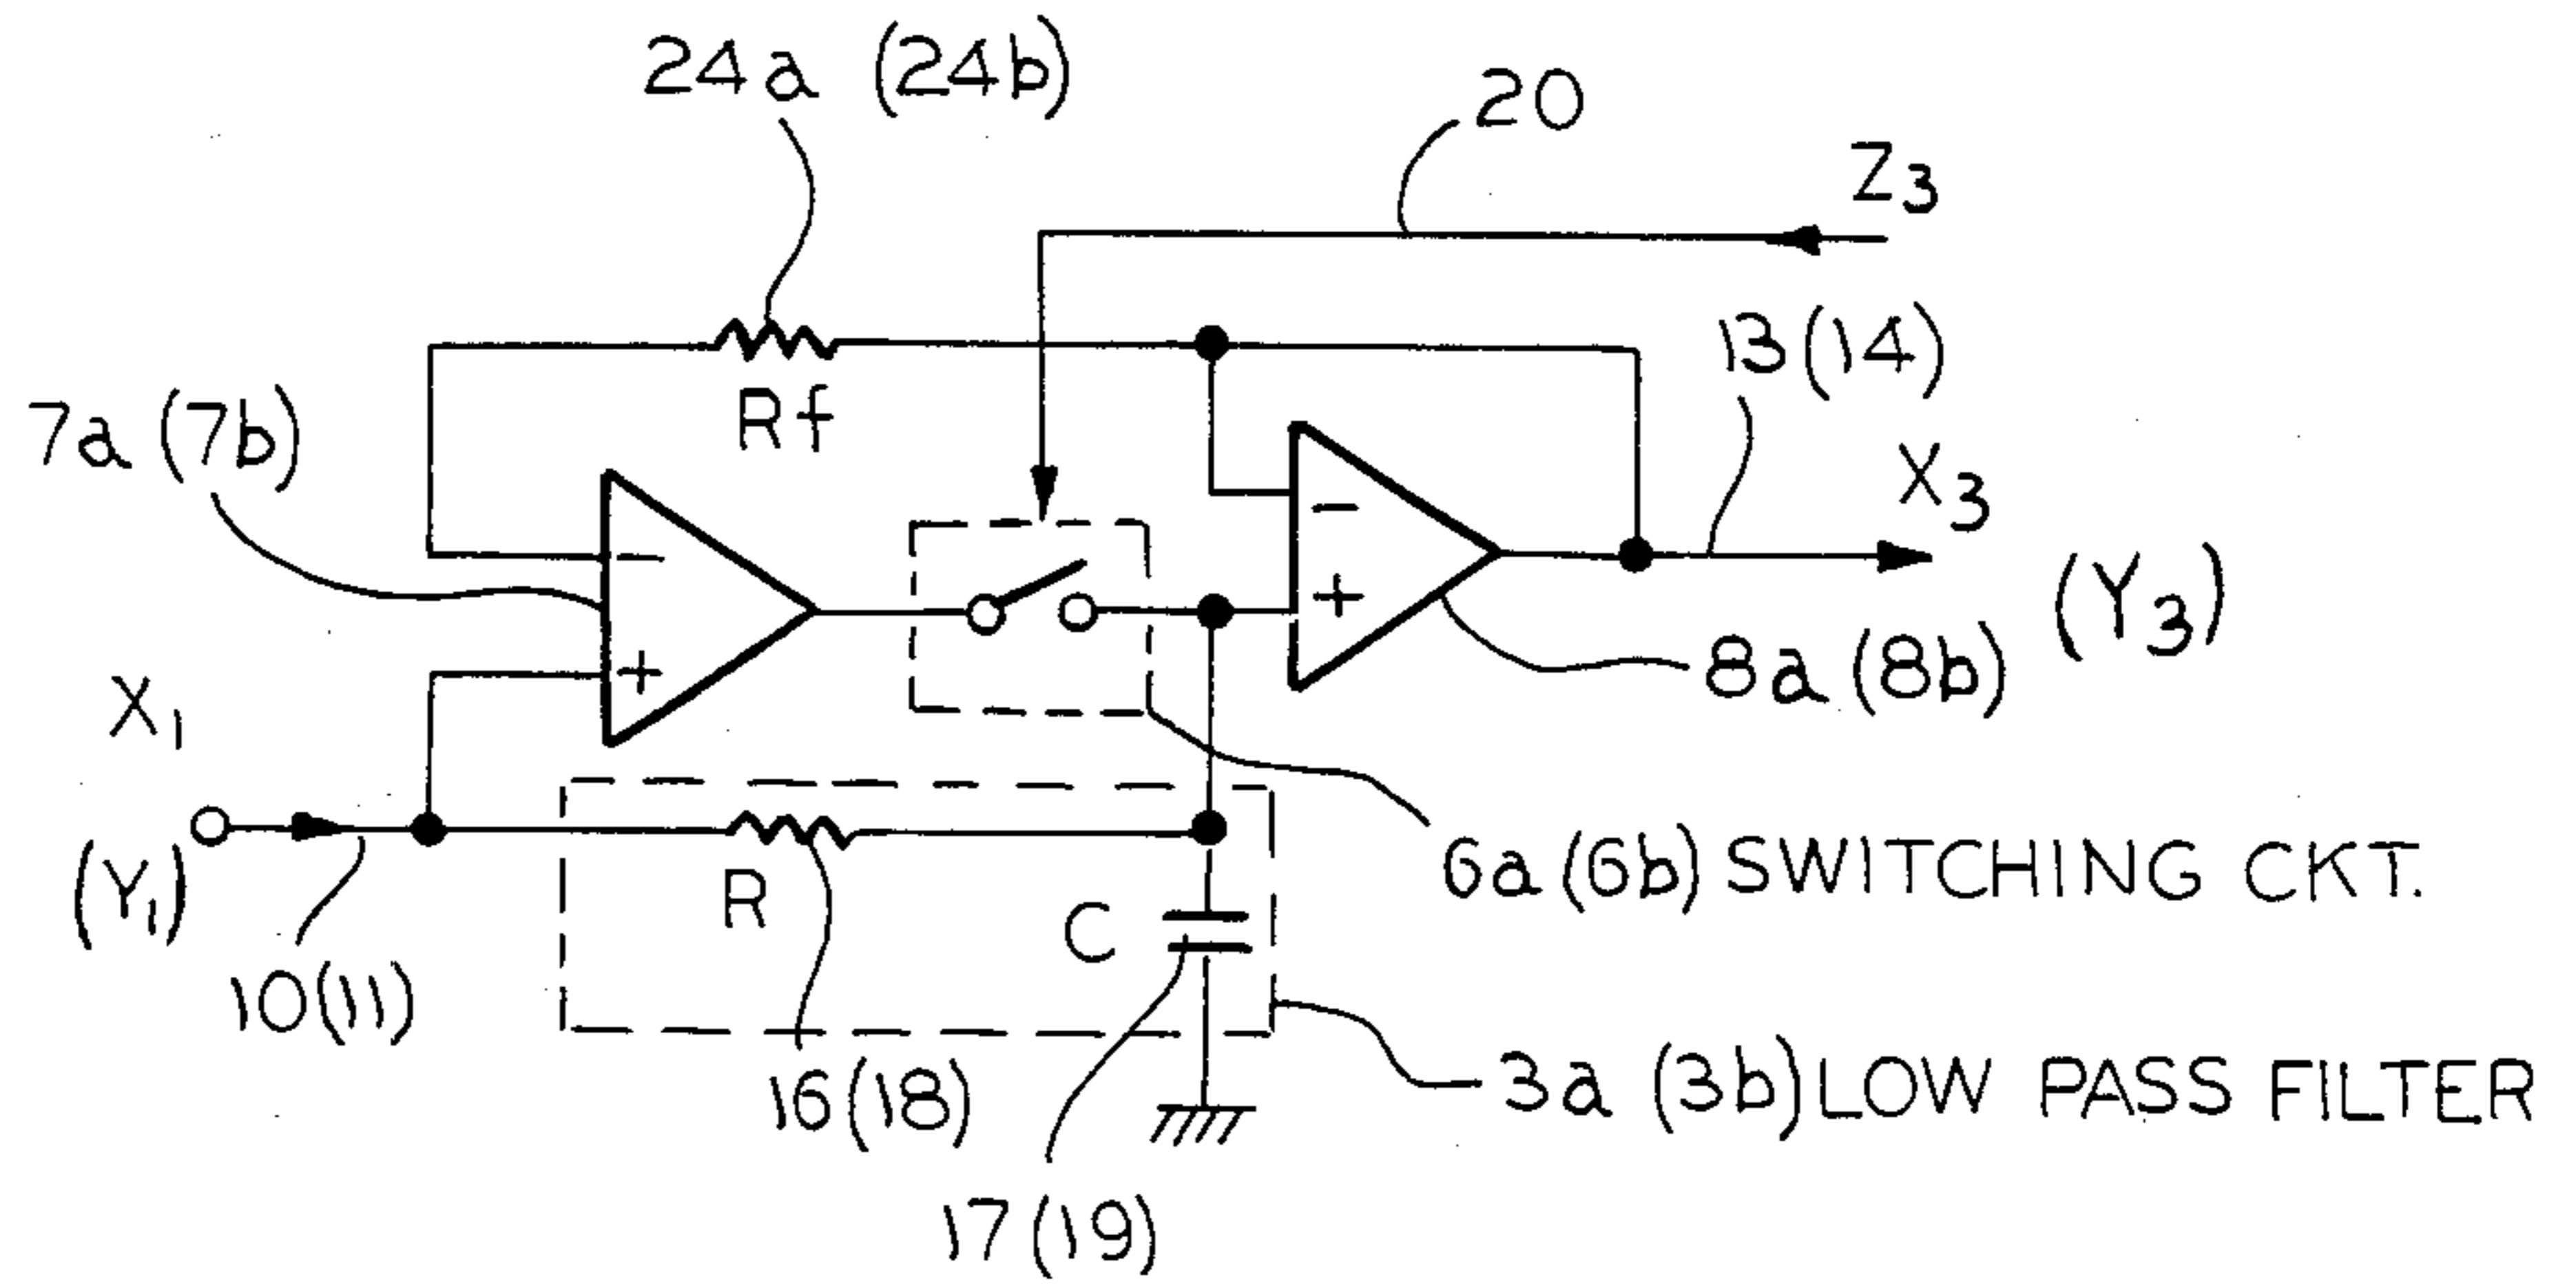 24a (24b)
20
Z3
13(14)
Rf
7a (7b)
X3
(Y3)
-
-
+
+
8a (8b)
X1
(Y1)
6a (6b) SWITCHING CKT.
R
C
10(11)
16(18)
3a (3b) LOW PASS FILTER
17(19)